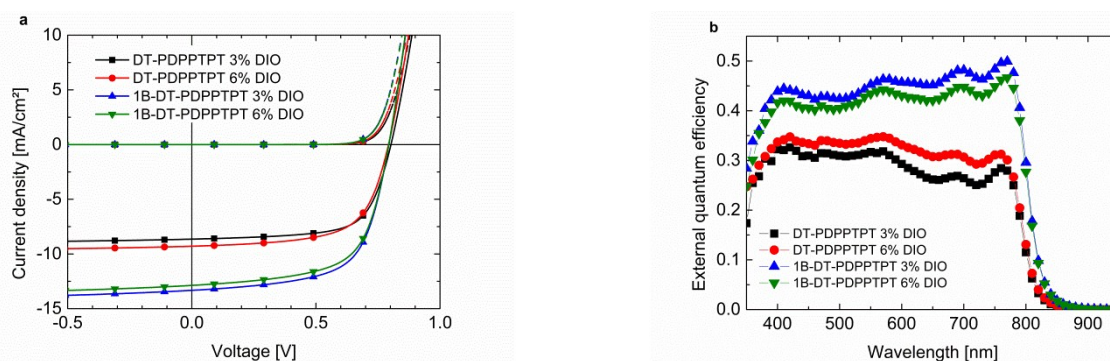 a
10
5
0
-5
-10
-15
-0.5
0.0
0.5
1.0
Current density [mA/cm²]
Voltage [V]
DT-PDPPTPT 3% DIO
DT-PDPPTPT 6% DIO
1B-DT-PDPPTPT 3% DIO
1B-DT-PDPPTPT 6% DIO
b
0.5
0.4
0.3
0.2
0.1
0.0
400
500
600
700
800
900
External quantum efficiency
Wavelength [nm]
DT-PDPPTPT 3% DIO
DT-PDPPTPT 6% DIO
1B-DT-PDPPTPT 3% DIO
1B-DT-PDPPTPT 6% DIO